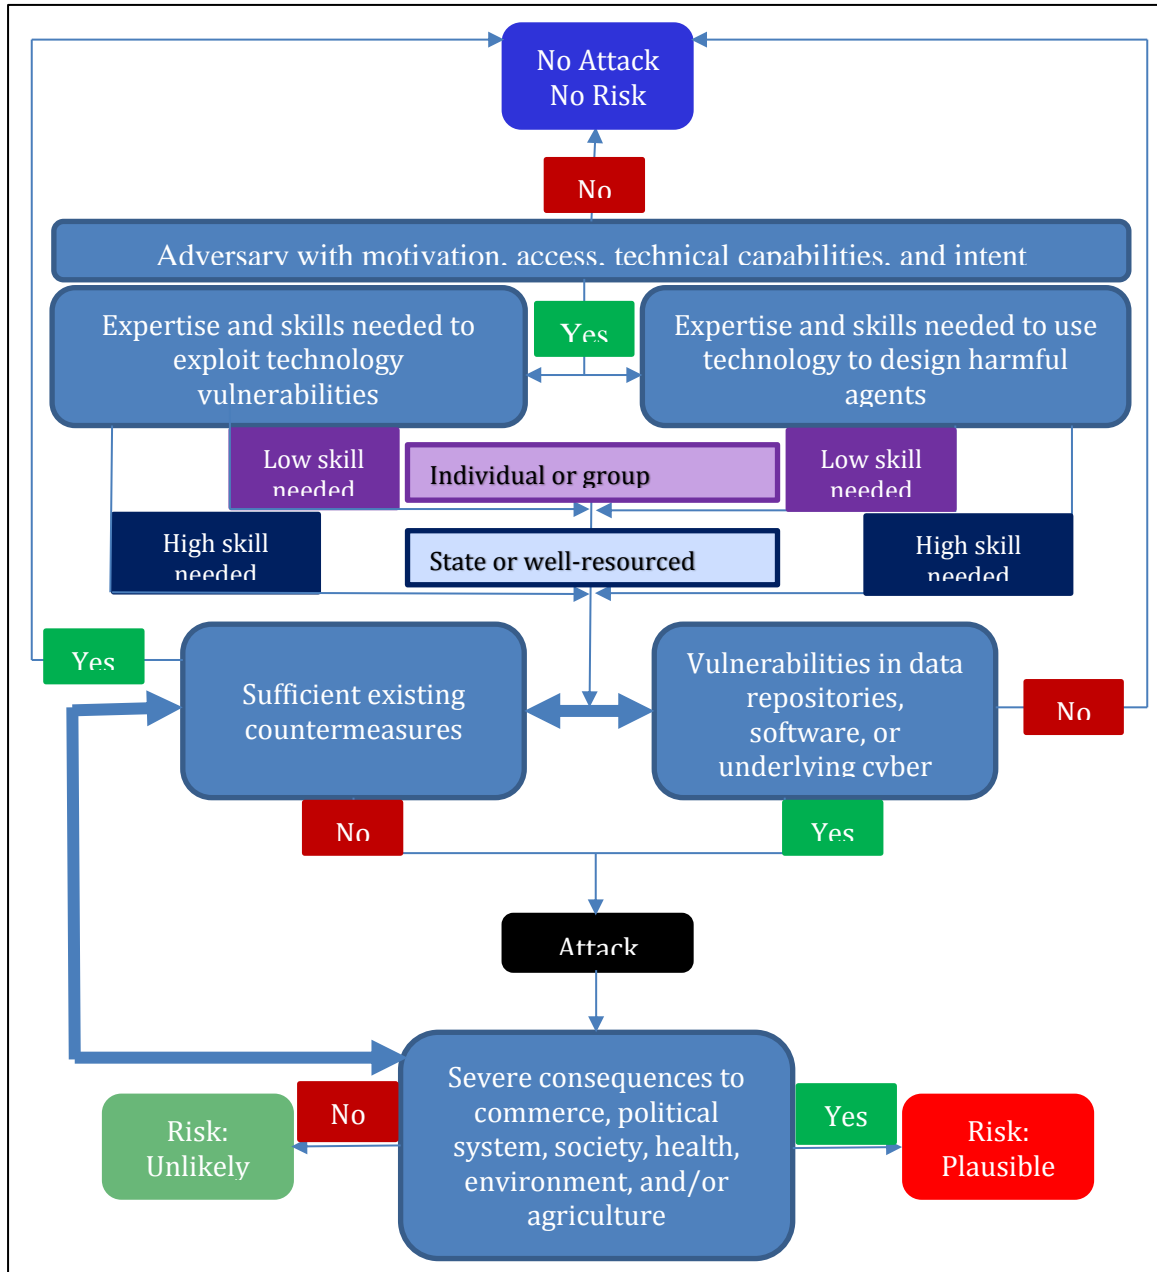 No Attack
No Risk
No
Adversary with motivation, access, technical capabilities, and intent
Expertise and skills needed to
exploit technology
vulnerabilities
Yes
Expertise and skills needed to use
technology to design harmful
agents
Low skill
needed
Individual or group
Low skill
needed
High skill
needed
State or well-resourced
High skill
needed
Yes
Sufficient existing
countermeasures
Vulnerabilities in data
repositories,
software, or
underlying cyber
No
No
Yes
Attack
Severe consequences to
commerce, political
system, society, health,
environment, and/or
agriculture
No
Yes
Risk:
Unlikely
Risk:
Plausible